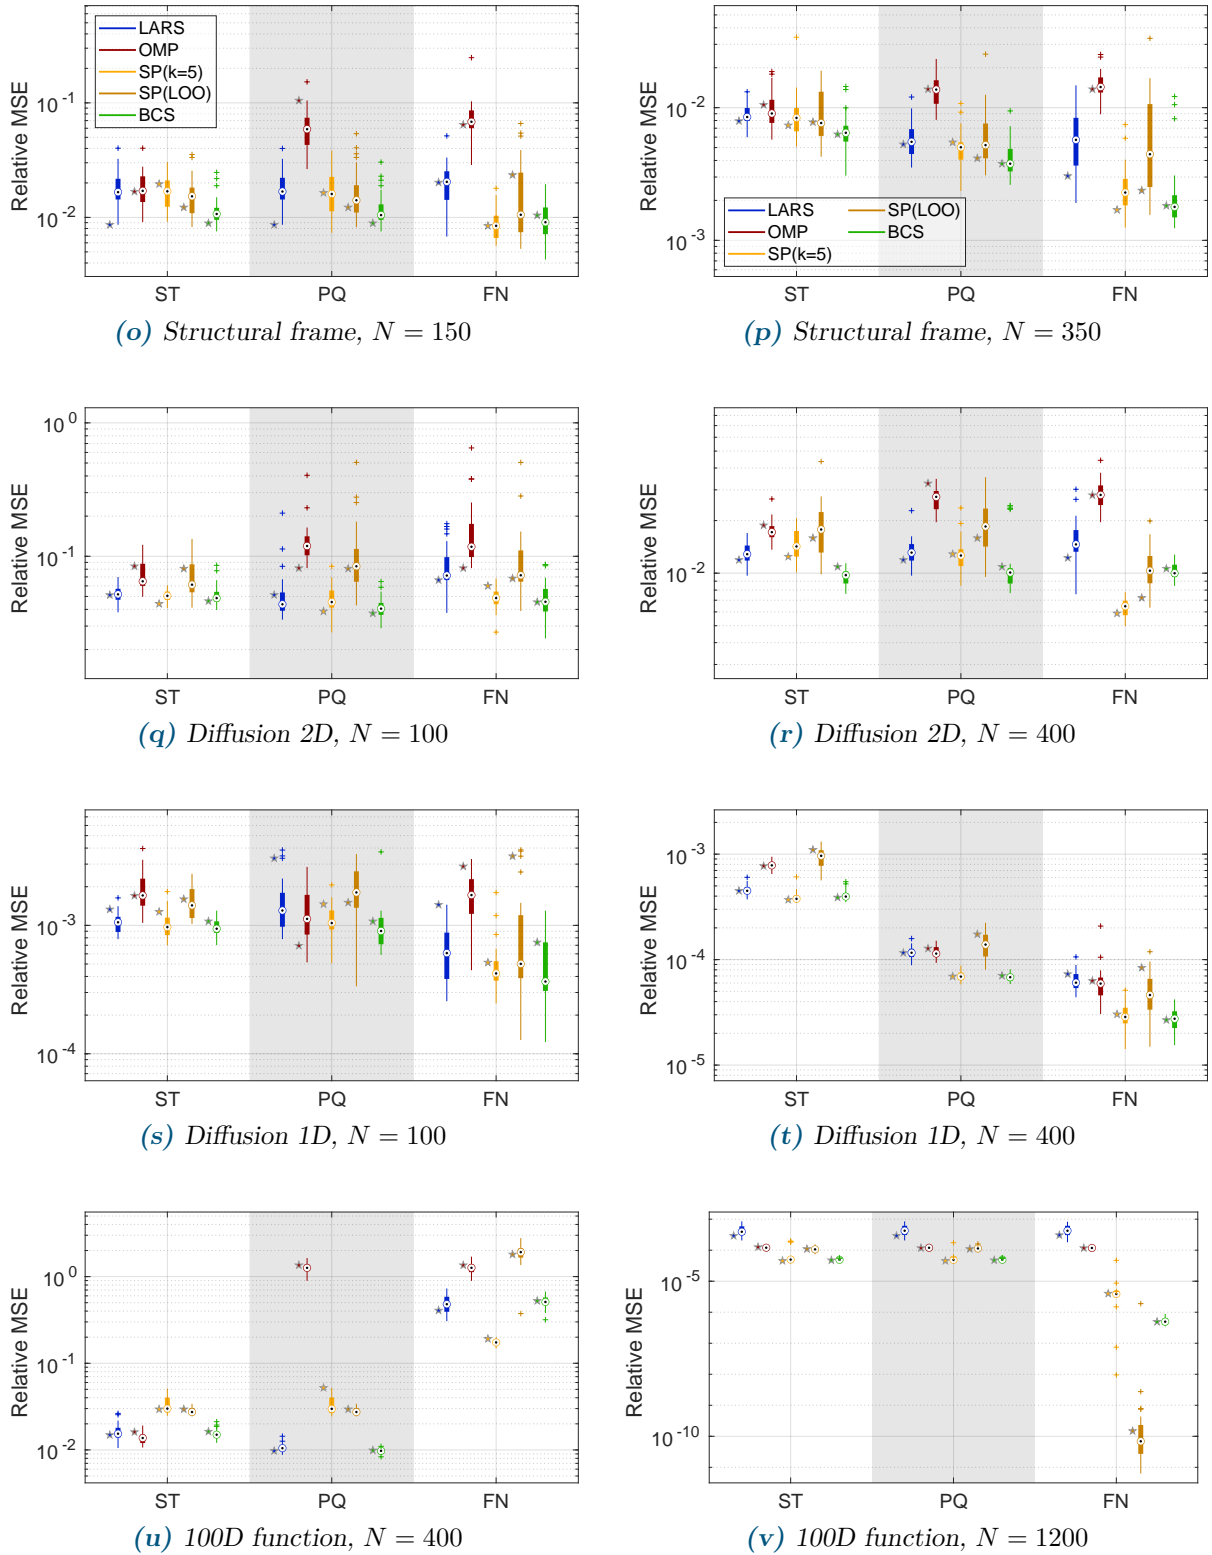 LARS
OMP
SP(k=5)
SP(LOO)
BCS
Relative MSE
10^-1
10^-2
ST PQ FN
(o) Structural frame, N = 150
LARS SP(LOO)
OMP BCS
SP(k=5)
Relative MSE
10^-2
10^-3
ST PQ FN
(p) Structural frame, N = 350
Relative MSE
10^0
10^-1
ST PQ FN
(q) Diffusion 2D, N = 100
Relative MSE
10^-2
ST PQ FN
(r) Diffusion 2D, N = 400
Relative MSE
10^-3
10^-4
ST PQ FN
(s) Diffusion 1D, N = 100
Relative MSE
10^-3
10^-4
10^-5
ST PQ FN
(t) Diffusion 1D, N = 400
Relative MSE
10^0
10^-1
10^-2
ST PQ FN
(u) 100D function, N = 400
Relative MSE
10^-5
10^-10
ST PQ FN
(v) 100D function, N = 1200